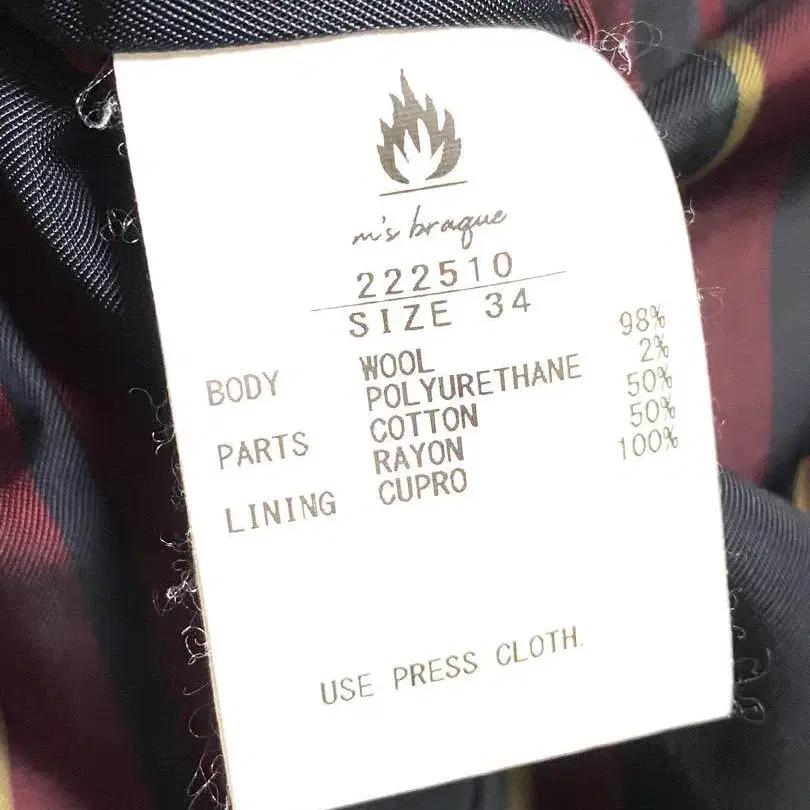 m's braque
222510
SIZE 34
BODY WOOL 98%
POLYURETHANE 2%
PARTS COTTON 50%
RAYON 50%
LINING CUPRO 100%
USE PRESS CLOTH.